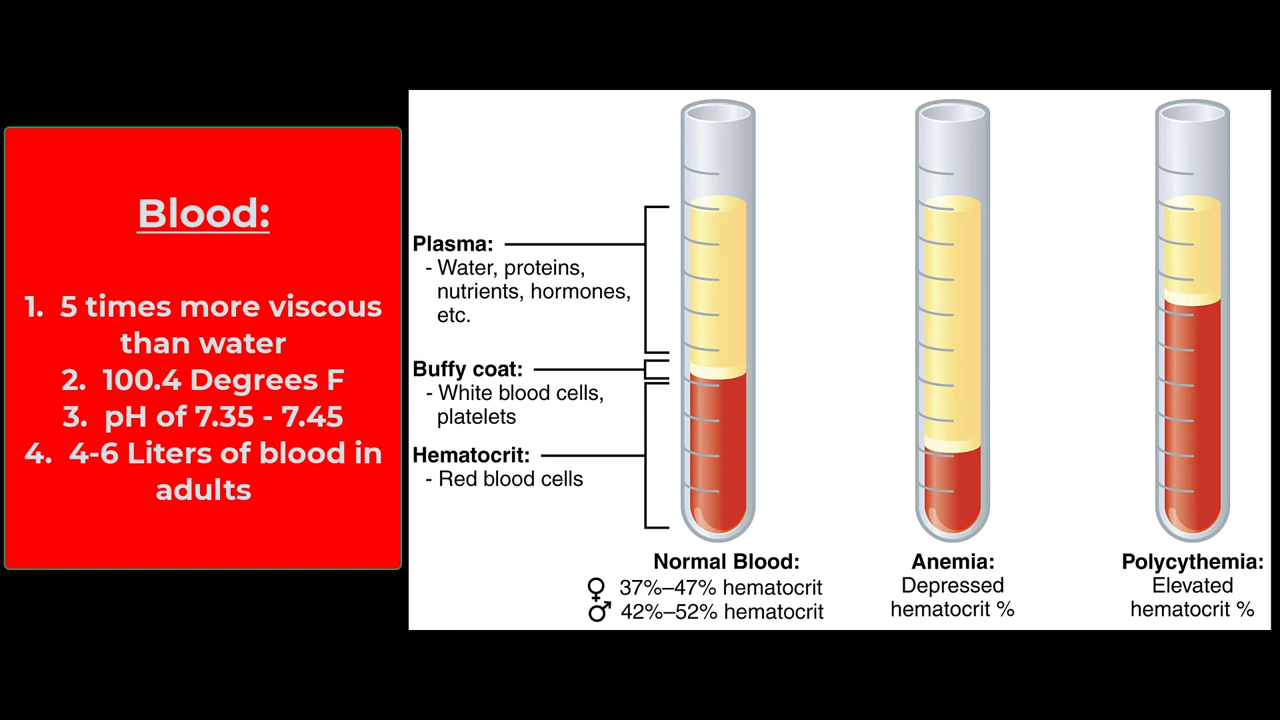 Blood:
1. 5 times more viscous
than water
2. 100.4 Degrees F
3. pH of 7.35 - 7.45
4. 4-6 Liters of blood in
adults
Plasma:
- Water, proteins,
nutrients, hormones,
etc.
Buffy coat:
- White blood cells,
platelets
Hematocrit:
- Red blood cells
Normal Blood:
♀ 37%–47% hematocrit
♂ 42%–52% hematocrit
Anemia:
Depressed
hematocrit %
Polycythemia:
Elevated
hematocrit %